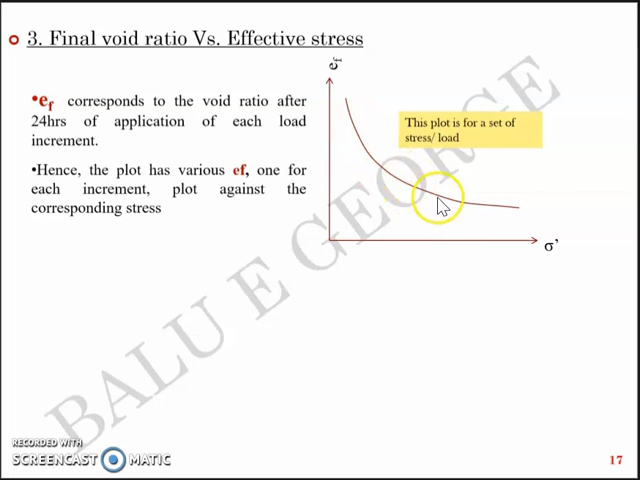 3. Final void ratio Vs. Effective stress
ef
•ef corresponds to the void ratio after
24hrs of application of each load
increment.
•Hence, the plot has various ef, one for
each increment, plot against the
corresponding stress
This plot is for a set of
stress/ load
σ’
BALU E GEORGE
RECORDED WITH
SCREENCAST MATIC
17